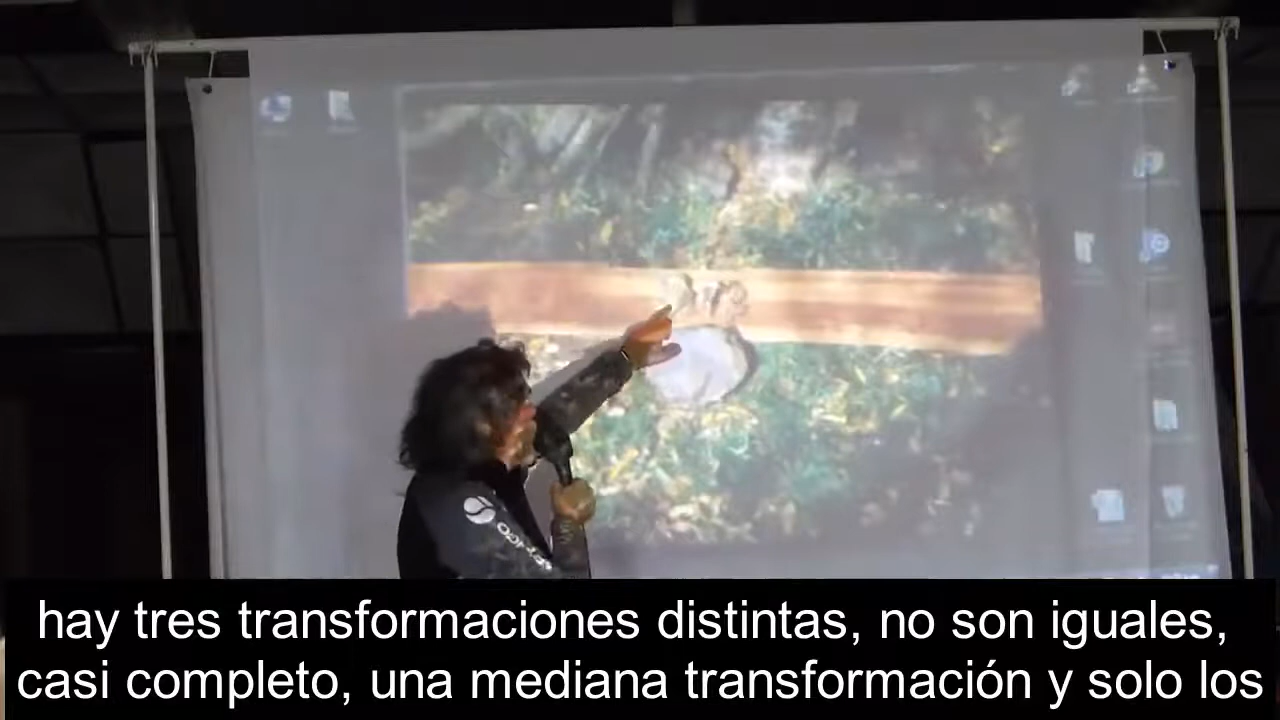 hay tres transformaciones distintas, no son iguales,
casi completo, una mediana transformación y solo los